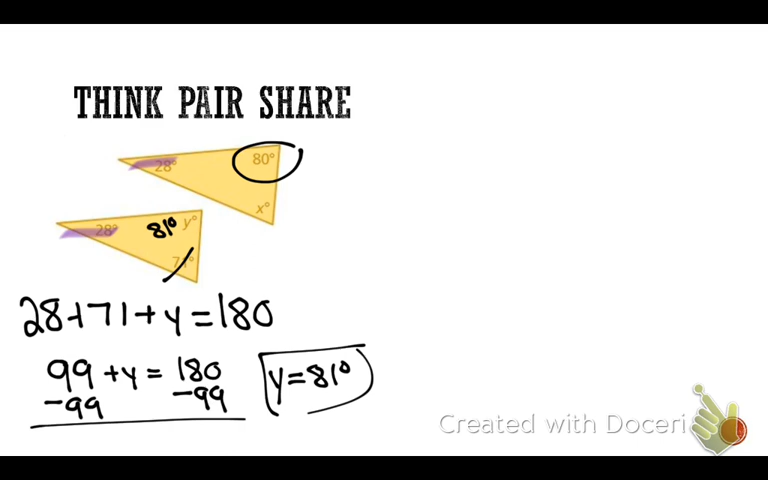 THINK PAIR SHARE
28°
80°
x°
28°
81°
y°
71°
28+71+y=180
99+y=180
-99 -99
y=81°
Created with Doceri